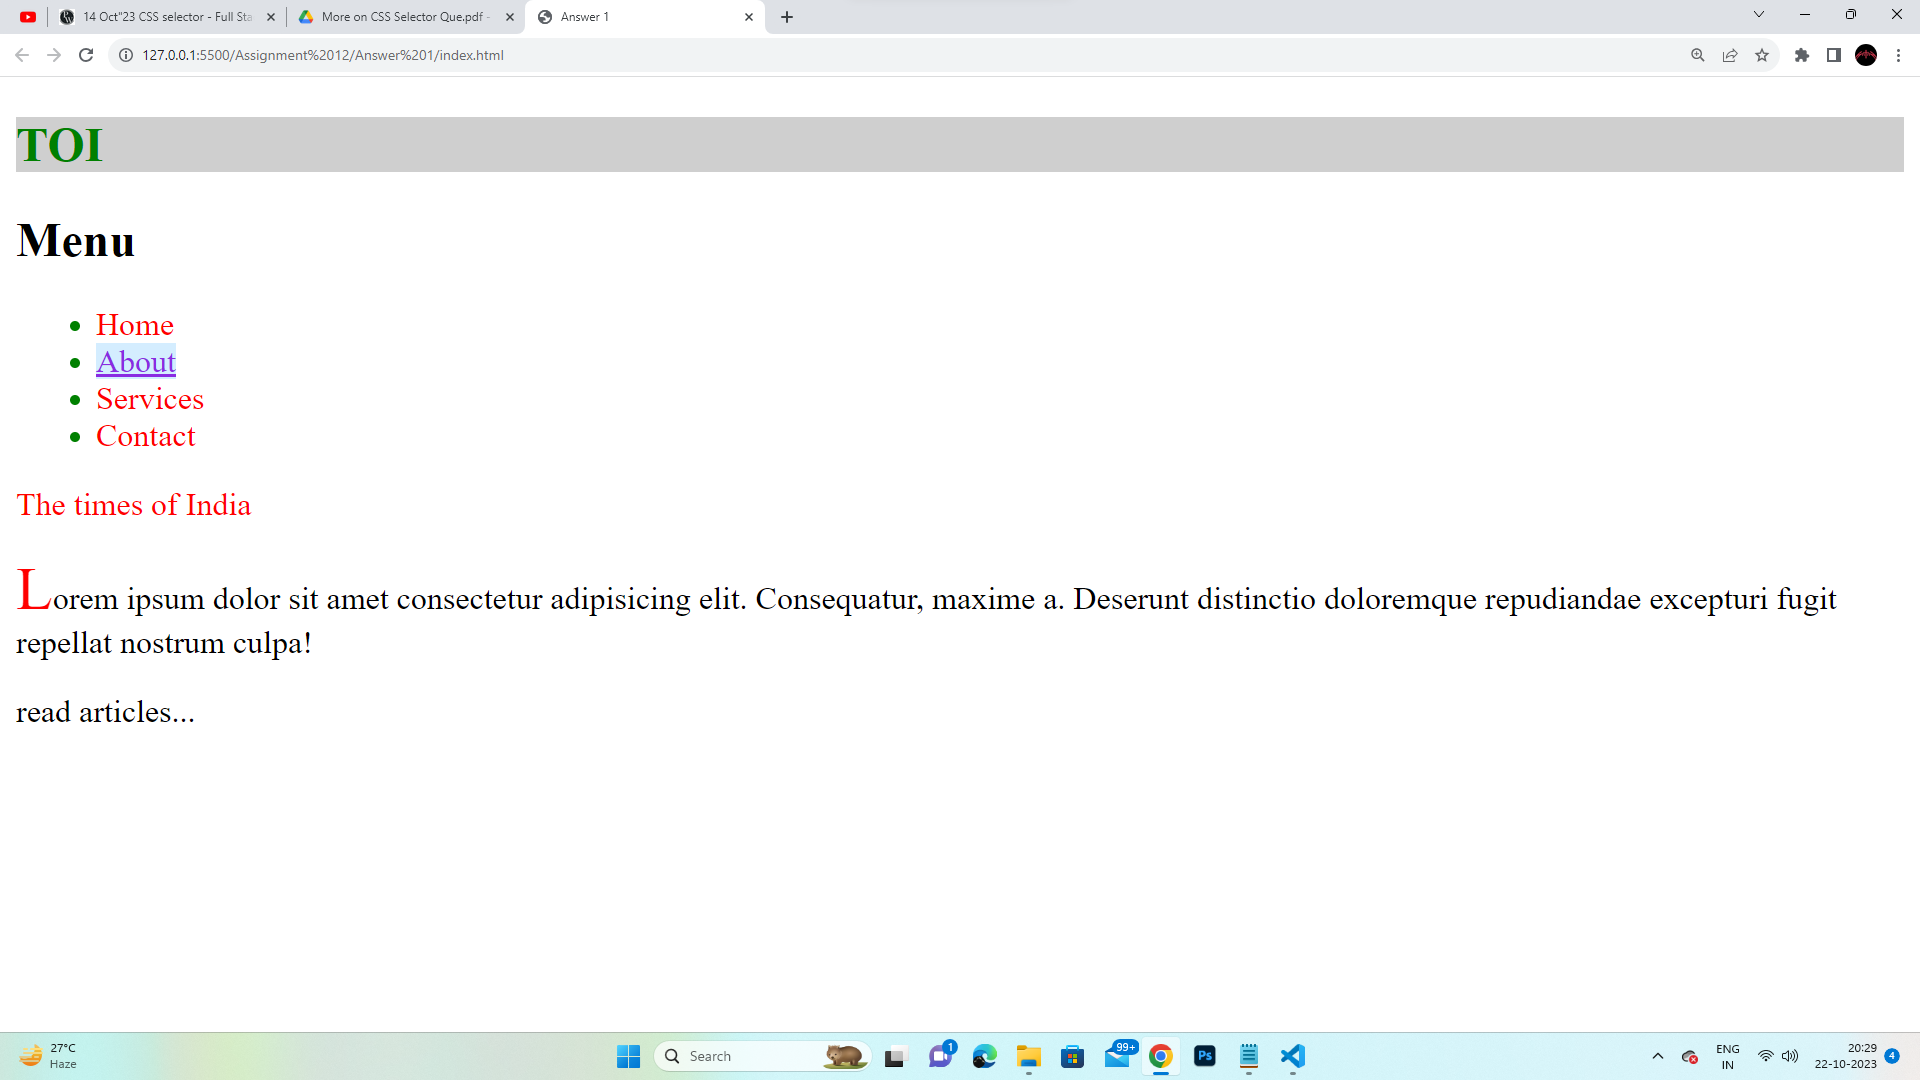 14 Oct"23 CSS selector - Full Sta
More on CSS Selector Que.pdf -
Answer 1
127.0.0.1:5500/Assignment%2012/Answer%201/index.html
TOI
Menu
Home
About
Services
Contact
The times of India
Lorem ipsum dolor sit amet consectetur adipisicing elit. Consequatur, maxime a. Deserunt distinctio doloremque repudiandae excepturi fugit
repellat nostrum culpa!
read articles...
27°C
Haze
Search
1
99+
Ps
ENG
IN
20:29
22-10-2023
4